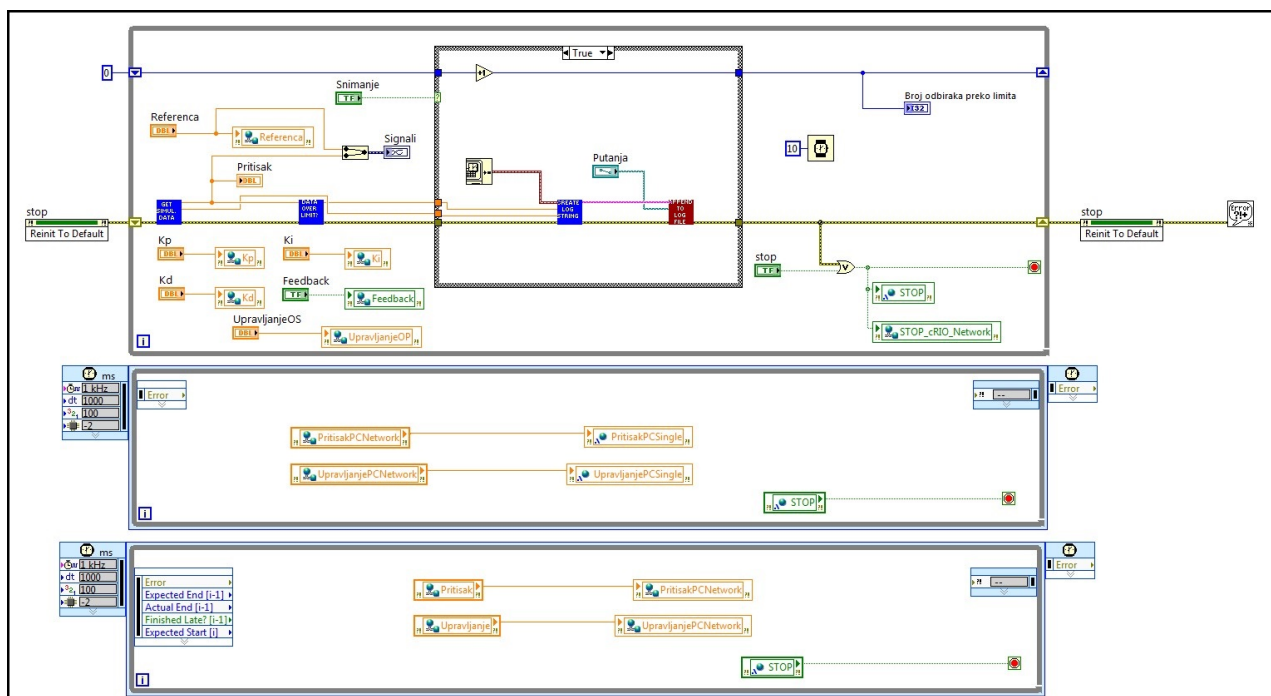 True
0
Snimanje
TF
?
+1
Broj odbiraka preko limita
I32
Referenca
DBL
Referenca
Signali
10
Pritisak
DBL
Putanja
GET SIMUL. DATA
DATA OVER LIMIT?
CREATE LOG STRING
APPEND TO LOG FILE
stop
Reinit To Default
stop
Reinit To Default
Error
?!+
Kp
DBL
Kp
Ki
DBL
Ki
stop
TF
V
Kd
DBL
Kd
Feedback
TF
Feedback
STOP
UpravljanjeOS
DBL
UpravljanjeOP
STOP_cRIO_Network
i
ms
1 kHz
dt 1000
100
-2
Error
--
Error
PritisakPCNetwork
PritisakPCSingle
UpravljanjePCNetwork
UpravljanjePCSingle
STOP
i
ms
1 kHz
dt 1000
100
-2
Error
Expected End [i-1]
Actual End [i-1]
Finished Late? [i-1]
Expected Start [i]
--
Error
Pritisak
PritisakPCNetwork
Upravljanje
UpravljanjePCNetwork
STOP
i